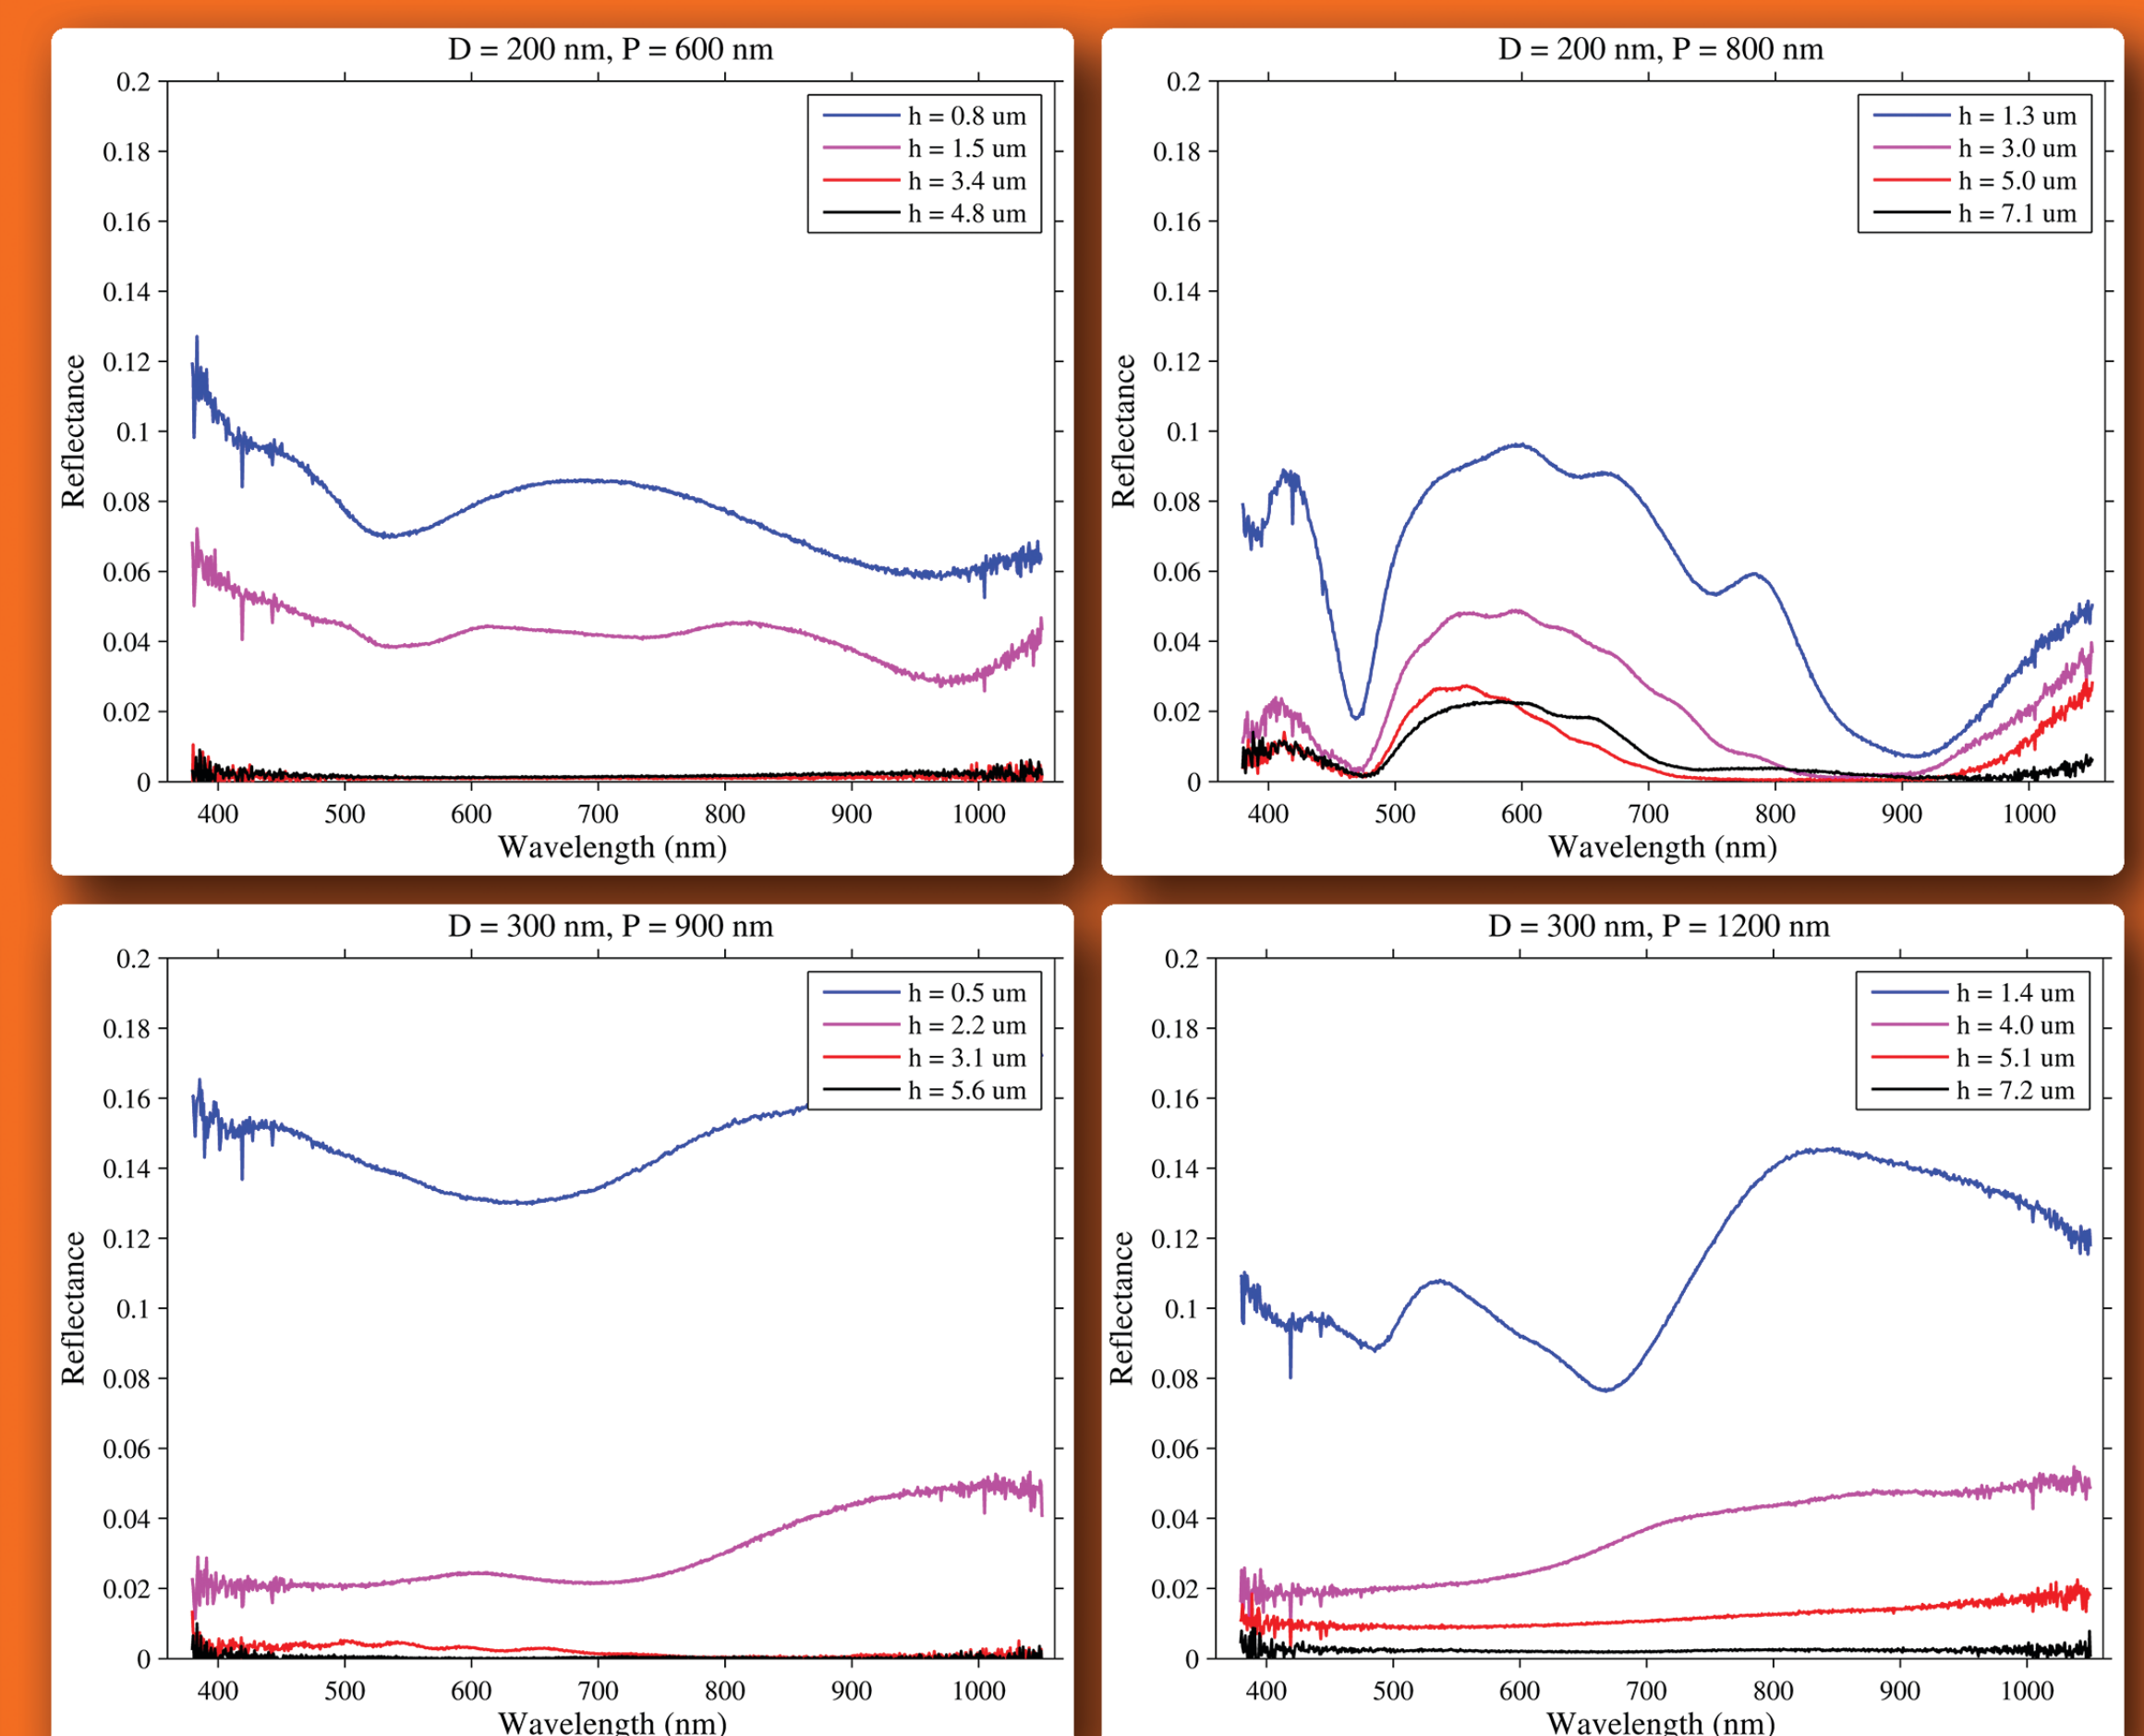 D = 200 nm, P = 600 nm
0.2
0.18
0.16
0.14
0.12
0.1
0.08
0.06
0.04
0.02
0
Reflectance
h = 0.8 um
h = 1.5 um
h = 3.4 um
h = 4.8 um
400 500 600 700 800 900 1000
Wavelength (nm)
D = 200 nm, P = 800 nm
0.2
0.18
0.16
0.14
0.12
0.1
0.08
0.06
0.04
0.02
0
Reflectance
h = 1.3 um
h = 3.0 um
h = 5.0 um
h = 7.1 um
400 500 600 700 800 900 1000
Wavelength (nm)
D = 300 nm, P = 900 nm
0.2
0.18
0.16
0.14
0.12
0.1
0.08
0.06
0.04
0.02
0
Reflectance
h = 0.5 um
h = 2.2 um
h = 3.1 um
h = 5.6 um
400 500 600 700 800 900 1000
Wavelength (nm)
D = 300 nm, P = 1200 nm
0.2
0.18
0.16
0.14
0.12
0.1
0.08
0.06
0.04
0.02
0
Reflectance
h = 1.4 um
h = 4.0 um
h = 5.1 um
h = 7.2 um
400 500 600 700 800 900 1000
Wavelength (nm)